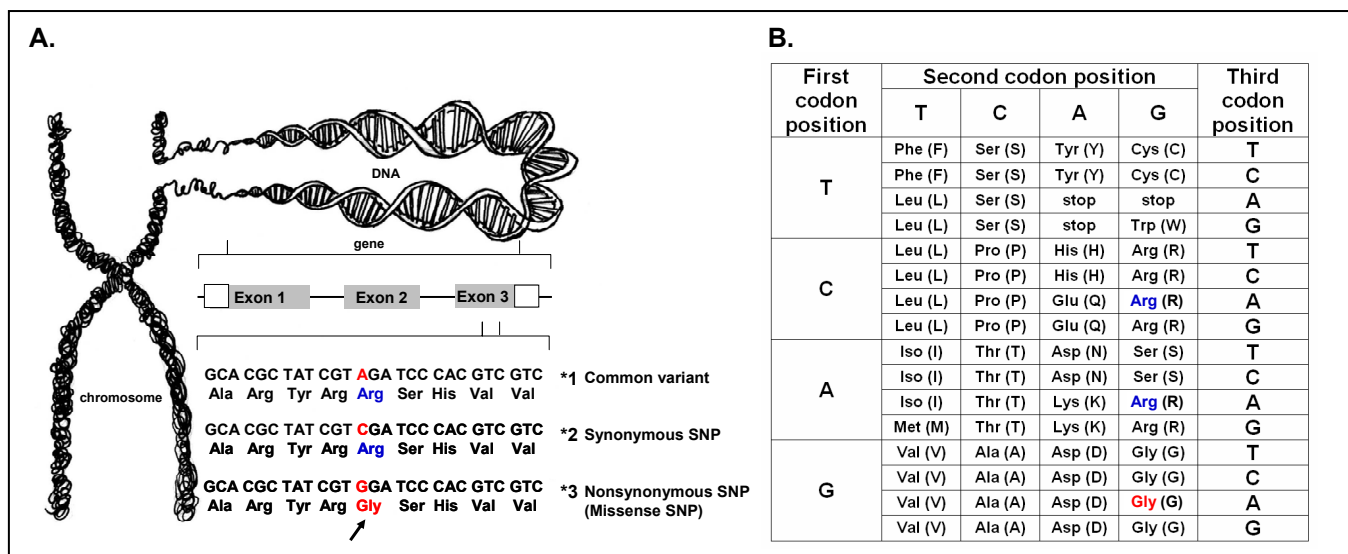 A.
DNA
gene
Exon 1 Exon 2 Exon 3
chromosome
GCA CGC TAT CGT AGA TCC CAC GTC GTC
Ala Arg Tyr Arg Arg Ser His Val Val
*1 Common variant
GCA CGC TAT CGT CGA TCC CAC GTC GTC
Ala Arg Tyr Arg Arg Ser His Val Val
*2 Synonymous SNP
GCA CGC TAT CGT GGA TCC CAC GTC GTC
Ala Arg Tyr Arg Gly Ser His Val Val
*3 Nonsynonymous SNP
(Missense SNP)
B.
First codon position Second codon position Third codon position
T C A G
T Phe (F) Ser (S) Tyr (Y) Cys (C) T
Phe (F) Ser (S) Tyr (Y) Cys (C) C
Leu (L) Ser (S) stop stop A
Leu (L) Ser (S) stop Trp (W) G
C Leu (L) Pro (P) His (H) Arg (R) T
Leu (L) Pro (P) His (H) Arg (R) C
Leu (L) Pro (P) Glu (Q) Arg (R) A
Leu (L) Pro (P) Glu (Q) Arg (R) G
A Iso (I) Thr (T) Asp (N) Ser (S) T
Iso (I) Thr (T) Asp (N) Ser (S) C
Iso (I) Thr (T) Lys (K) Arg (R) A
Met (M) Thr (T) Lys (K) Arg (R) G
G Val (V) Ala (A) Asp (D) Gly (G) T
Val (V) Ala (A) Asp (D) Gly (G) C
Val (V) Ala (A) Asp (D) Gly (G) A
Val (V) Ala (A) Asp (D) Gly (G) G